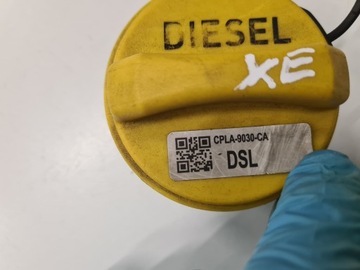 DIESEL
XE
CPLA-9030-CA
DSL